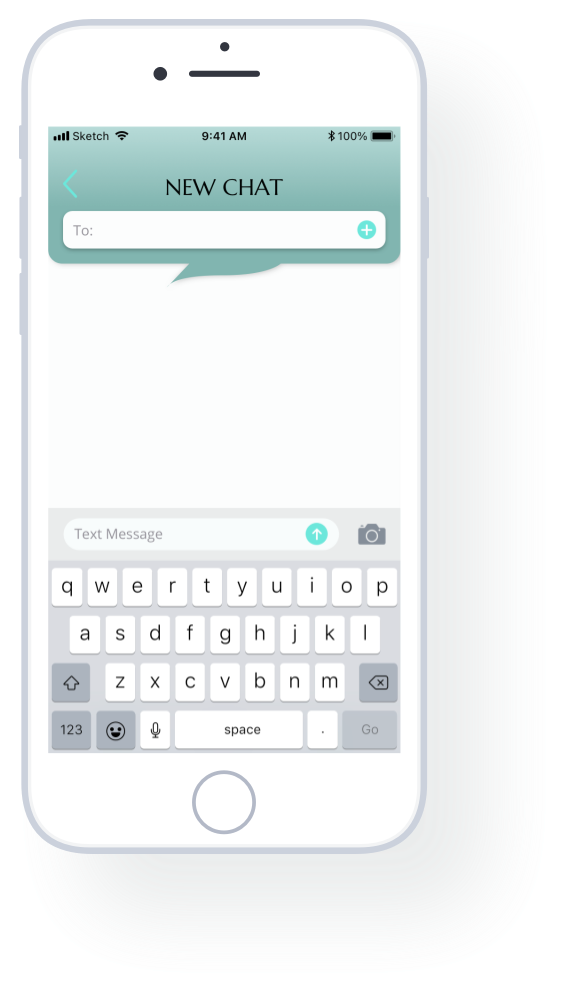 Sketch 9:41 AM 100%
NEW CHAT
To:
Text Message
q w e r t y u i o p
a s d f g h j k l
z x c v b n m
123 space . Go